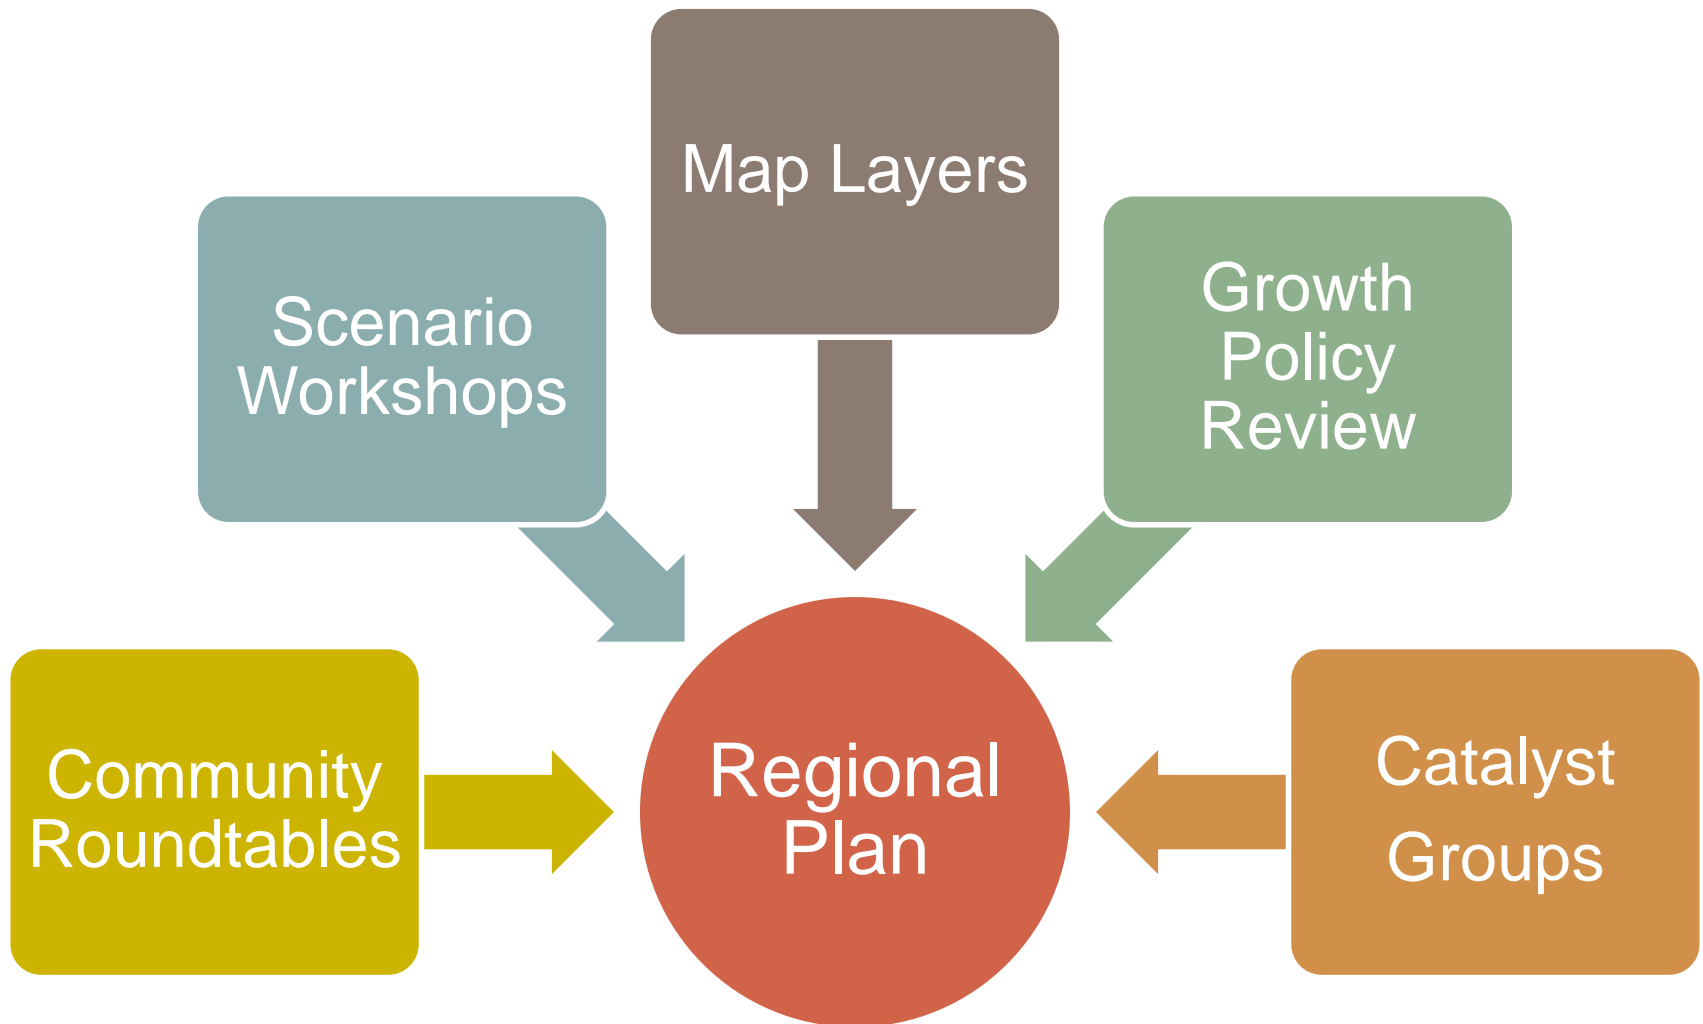 Map Layers
Scenario
Workshops
Growth
Policy
Review
Community
Roundtables
Regional
Plan
Catalyst
Groups